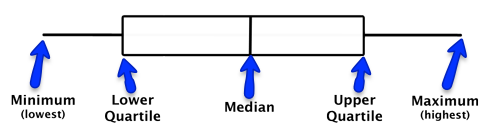 Minimum
(lowest)
Lower
Quartile
Median
Upper
Quartile
Maximum
(highest)